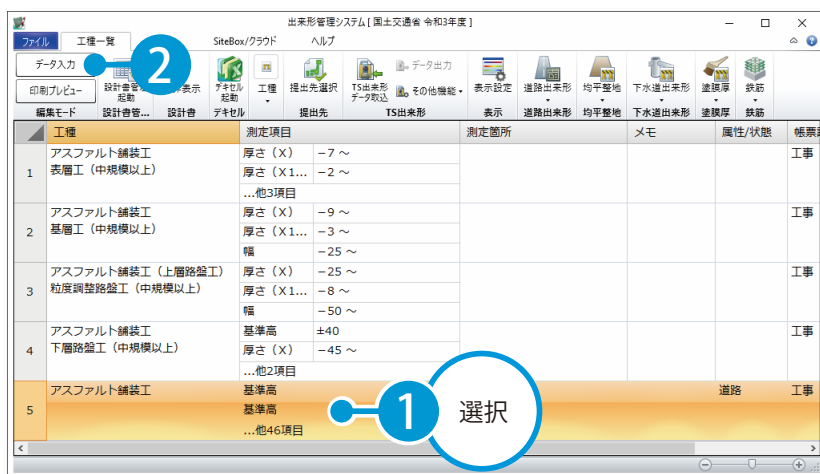 出来形管理システム [ 国土交通省 令和3年度 ]
ファイル 工種一覧 SiteBox/クラウド ヘルプ
データ入力
印刷プレビュー
編集モード
2
起動
設計書管...
表示
設計書
デキセル
起動
デキセル
工種
提出先選択
提出先
TS出来形
データ取込
データ出力
その他機能
TS出来形
表示設定
表示
道路出来形
道路出来形
均平整地
均平整地
下水道出来形
下水道出来形
塗膜厚
塗膜厚
鉄筋
鉄筋
工種 測定項目 測定箇所 メモ 属性/状態
1 アスファルト舗装工 厚さ（X） −7 ～ 工事
表層工（中規模以上） 厚さ（X1... −2 ～
...他3項目
2 アスファルト舗装工 厚さ（X） −9 ～ 工事
基層工（中規模以上） 厚さ（X1... −3 ～
幅 −25 ～
3 アスファルト舗装工（上層路盤工） 厚さ（X） −25 ～ 工事
粒度調整路盤工（中規模以上） 厚さ（X1... −8 ～
幅 −50 ～
4 アスファルト舗装工 基準高 ±40 工事
下層路盤工（中規模以上） 厚さ（X） −45 ～
...他2項目
5 アスファルト舗装工 基準高 道路 工事
基準高
...他46項目
1 選択